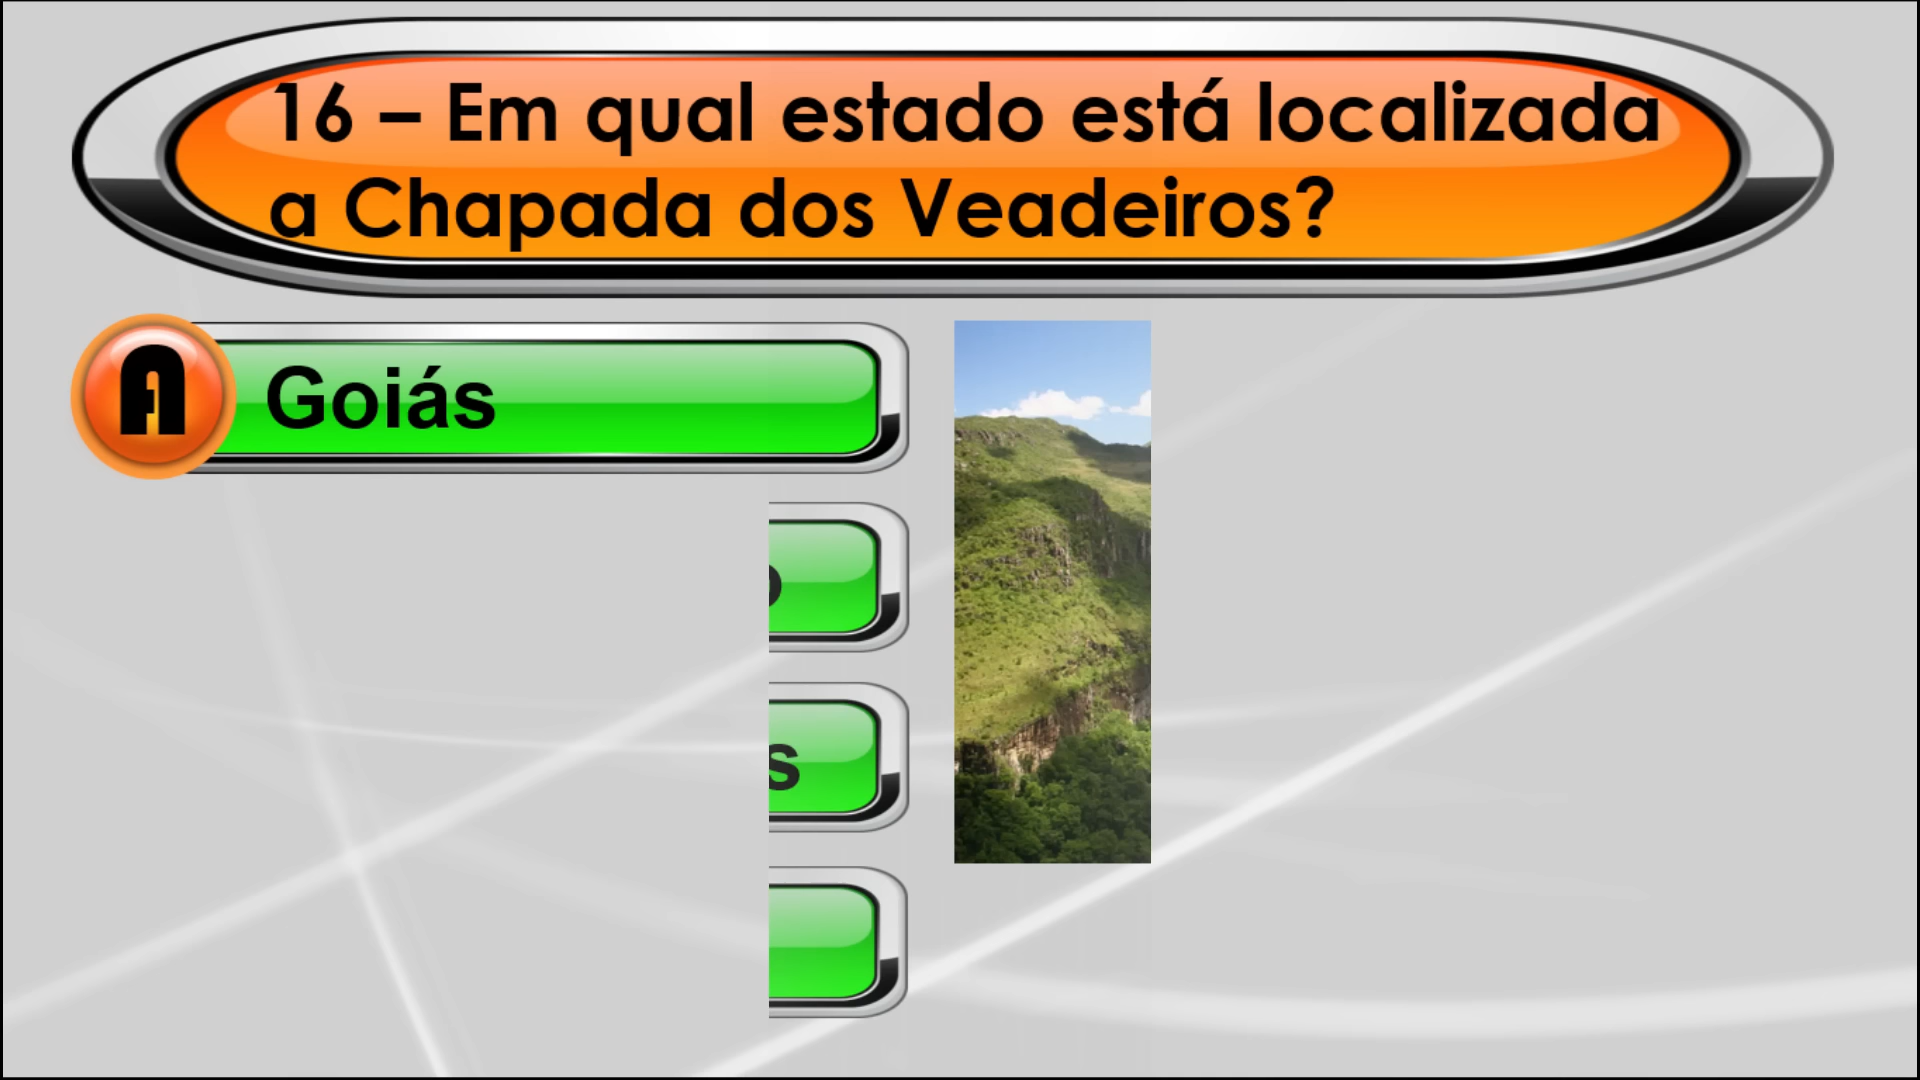 16 – Em qual estado está localizada
a Chapada dos Veadeiros?
A Goiás